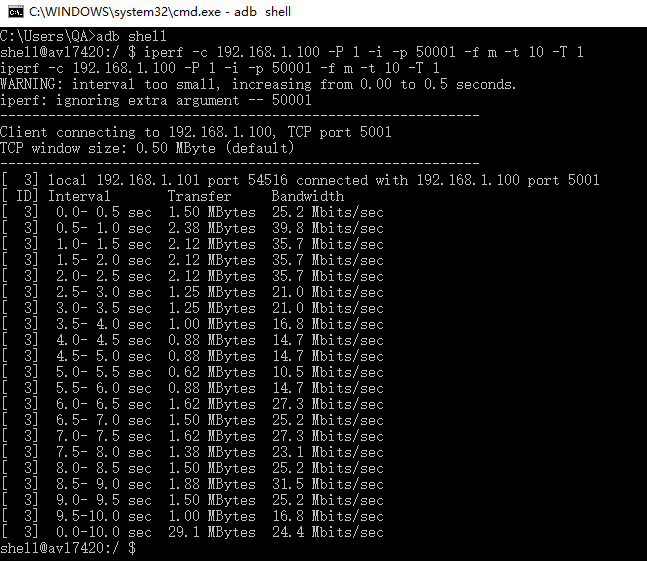 C:\WINDOWS\system32\cmd.exe - adb  shell
C:\Users\QA>adb shell
shell@av17420:/ $ iperf -c 192.168.1.100 -P 1 -i -p 50001 -f m -t 10 -T 1
iperf -c 192.168.1.100 -P 1 -i -p 50001 -f m -t 10 -T 1
WARNING: interval too small, increasing from 0.00 to 0.5 seconds.
iperf: ignoring extra argument -- 50001
------------------------------------------------------------
Client connecting to 192.168.1.100, TCP port 5001
TCP window size: 0.50 MByte (default)
------------------------------------------------------------
[  3] local 192.168.1.101 port 54516 connected with 192.168.1.100 port 5001
[ ID] Interval       Transfer     Bandwidth
[  3]  0.0- 0.5 sec  1.50 MBytes  25.2 Mbits/sec
[  3]  0.5- 1.0 sec  2.38 MBytes  39.8 Mbits/sec
[  3]  1.0- 1.5 sec  2.12 MBytes  35.7 Mbits/sec
[  3]  1.5- 2.0 sec  2.12 MBytes  35.7 Mbits/sec
[  3]  2.0- 2.5 sec  2.12 MBytes  35.7 Mbits/sec
[  3]  2.5- 3.0 sec  1.25 MBytes  21.0 Mbits/sec
[  3]  3.0- 3.5 sec  1.25 MBytes  21.0 Mbits/sec
[  3]  3.5- 4.0 sec  1.00 MBytes  16.8 Mbits/sec
[  3]  4.0- 4.5 sec  0.88 MBytes  14.7 Mbits/sec
[  3]  4.5- 5.0 sec  0.88 MBytes  14.7 Mbits/sec
[  3]  5.0- 5.5 sec  0.62 MBytes  10.5 Mbits/sec
[  3]  5.5- 6.0 sec  0.88 MBytes  14.7 Mbits/sec
[  3]  6.0- 6.5 sec  1.62 MBytes  27.3 Mbits/sec
[  3]  6.5- 7.0 sec  1.50 MBytes  25.2 Mbits/sec
[  3]  7.0- 7.5 sec  1.62 MBytes  27.3 Mbits/sec
[  3]  7.5- 8.0 sec  1.38 MBytes  23.1 Mbits/sec
[  3]  8.0- 8.5 sec  1.50 MBytes  25.2 Mbits/sec
[  3]  8.5- 9.0 sec  1.88 MBytes  31.5 Mbits/sec
[  3]  9.0- 9.5 sec  1.50 MBytes  25.2 Mbits/sec
[  3]  9.5-10.0 sec  1.00 MBytes  16.8 Mbits/sec
[  3]  0.0-10.0 sec  29.1 MBytes  24.4 Mbits/sec
shell@av17420:/ $